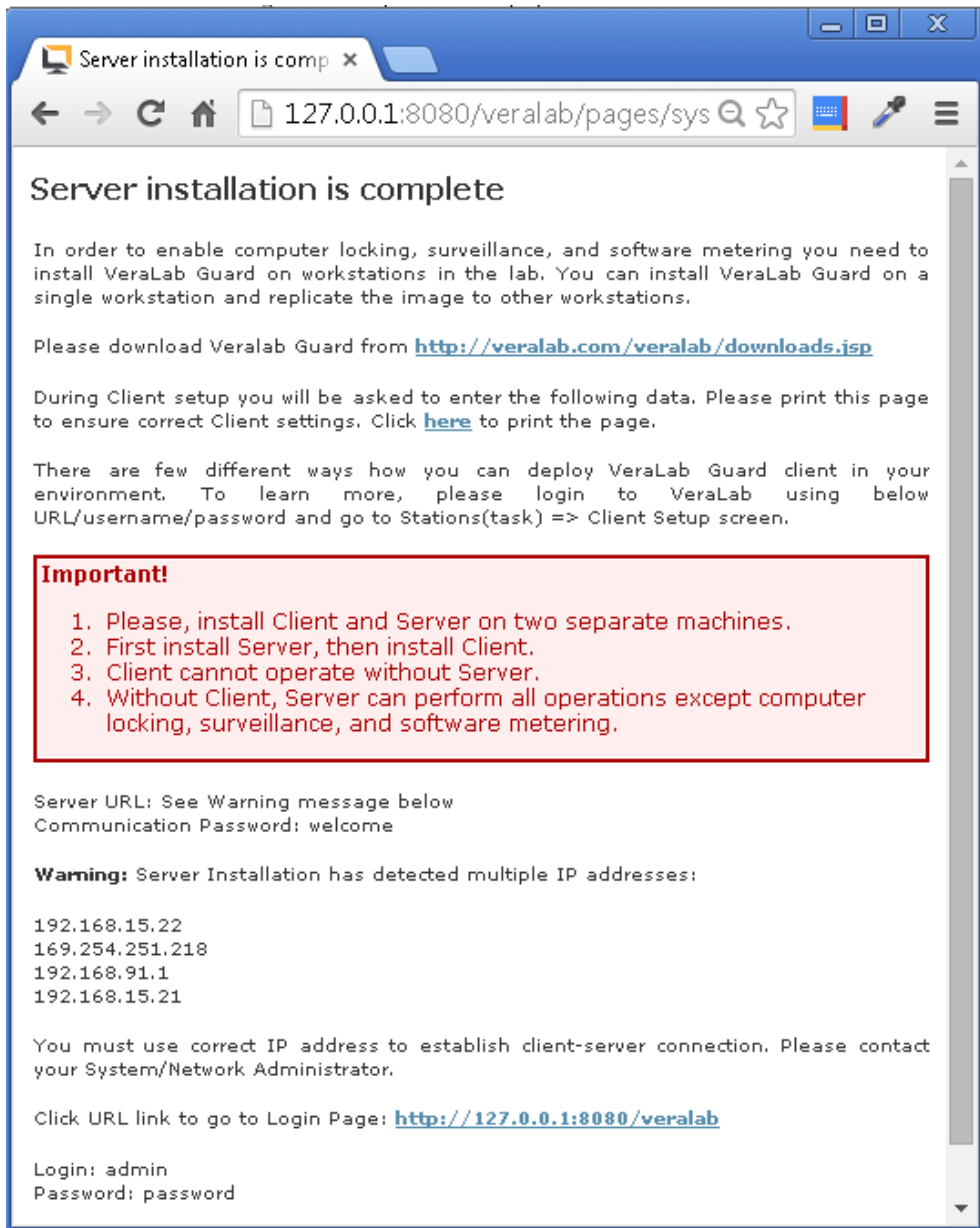 Server installation is comp
127.0.0.1:8080/veralab/pages/sys
Server installation is complete
In order to enable computer locking, surveillance, and software metering you need to
install VeraLab Guard on workstations in the lab. You can install VeraLab Guard on a
single workstation and replicate the image to other workstations.
Please download Veralab Guard from http://veralab.com/veralab/downloads.jsp
During Client setup you will be asked to enter the following data. Please print this page
to ensure correct Client settings. Click here to print the page.
There are few different ways how you can deploy VeraLab Guard client in your
environment. To learn more, please login to VeraLab using below
URL/username/password and go to Stations(task) => Client Setup screen.
Important!
1. Please, install Client and Server on two separate machines.
2. First install Server, then install Client.
3. Client cannot operate without Server.
4. Without Client, Server can perform all operations except computer
locking, surveillance, and software metering.
Server URL: See Warning message below
Communication Password: welcome
Warning: Server Installation has detected multiple IP addresses:
192.168.15.22
169.254.251.218
192.168.91.1
192.168.15.21
You must use correct IP address to establish client-server connection. Please contact
your System/Network Administrator.
Click URL link to go to Login Page: http://127.0.0.1:8080/veralab
Login: admin
Password: password